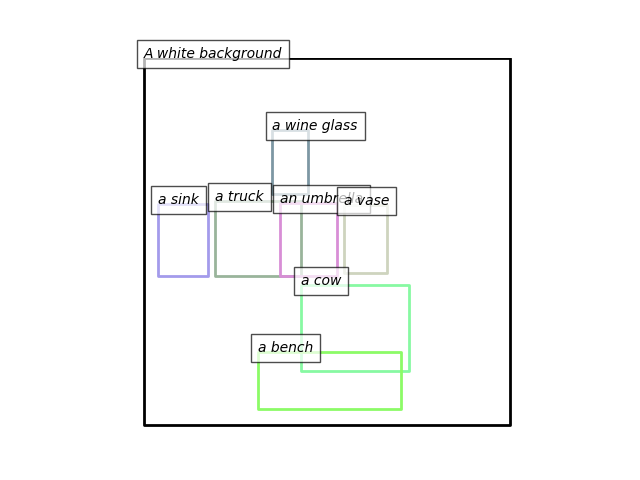 A white background
a wine glass
a sink
a truck
an umbrella
a vase
a cow
a bench